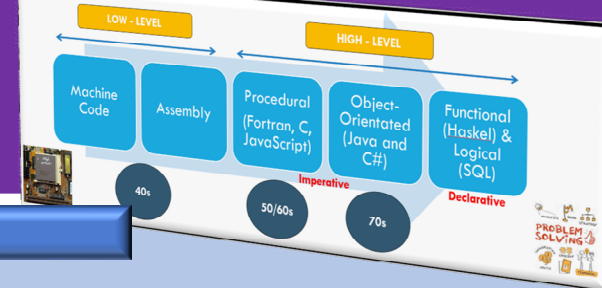 LOW - LEVEL
HIGH - LEVEL
Machine
Code
Assembly
Procedural
(Fortran, C,
JavaScript)
Object-
Orientated
(Java and
C#)
Functional
(Haskel) &
Logical
(SQL)
Imperative
Declarative
40s
50/60s
70s
PROBLEM
SOLVING